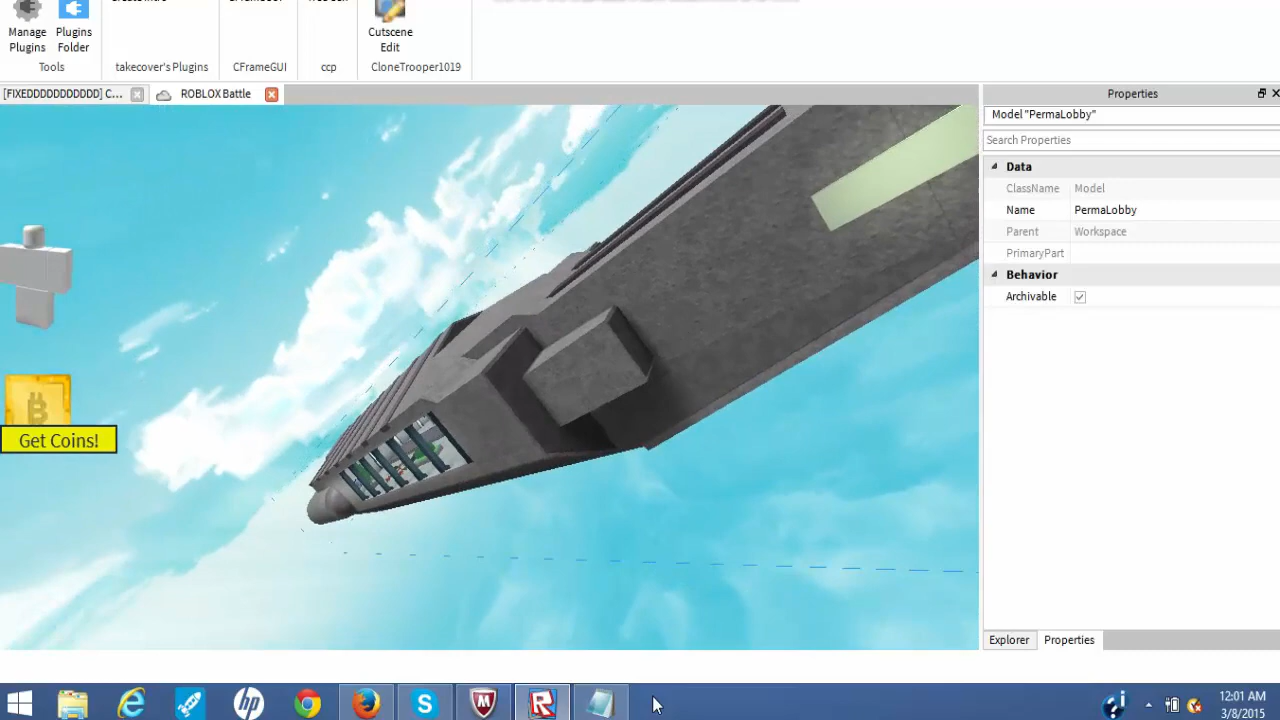 Manage
Plugins
Plugins
Folder
Cutscene
Edit
Tools
takecover's Plugins
CFrameGUI
ccp
CloneTrooper1019
[FIXEDDDDDDDDDDD] C...
ROBLOX Battle
Properties
Model "PermaLobby"
Search Properties
Data
ClassName Model
Name PermaLobby
Parent Workspace
PrimaryPart
Behavior
Archivable
Get Coins!
Explorer
Properties
12:01 AM
3/8/2015